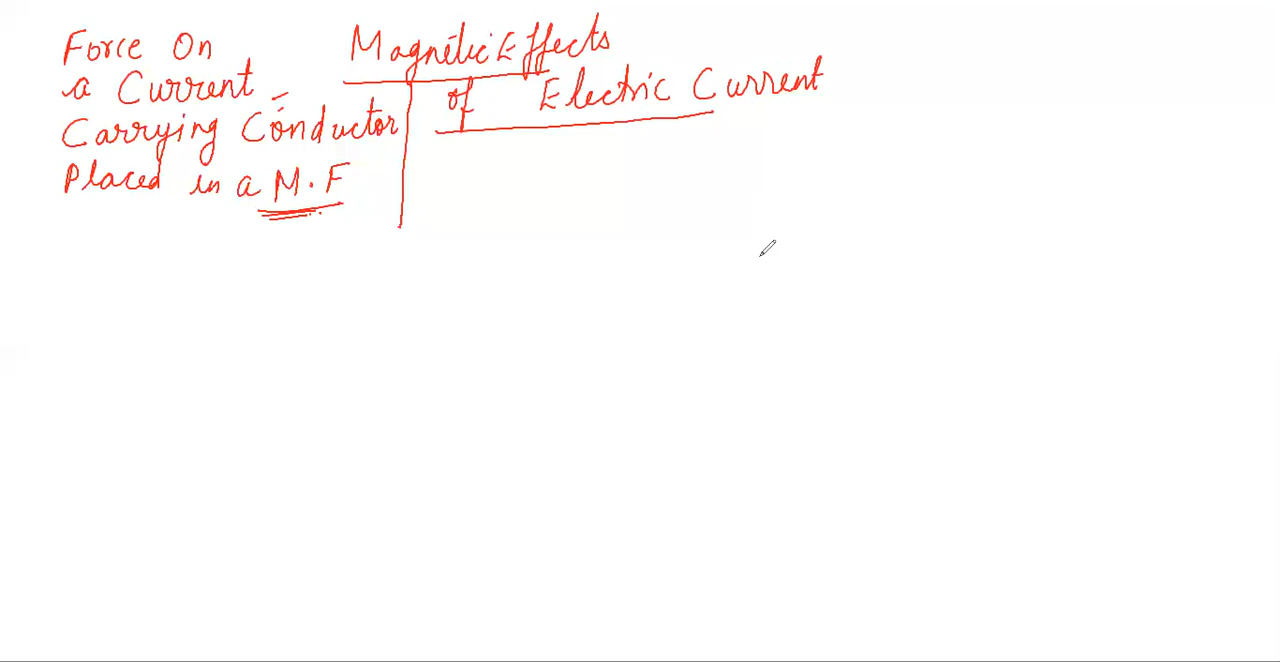 Magnetic Effects
of Electric Current
Force On
a Current
Carrying Conductor
Placed in a M.F